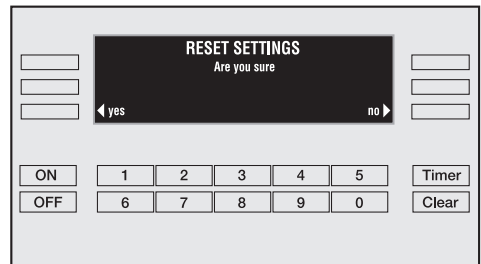 RESET SETTINGS
Are you sure
yes no
ON 1 2 3 4 5 Timer
OFF 6 7 8 9 0 Clear